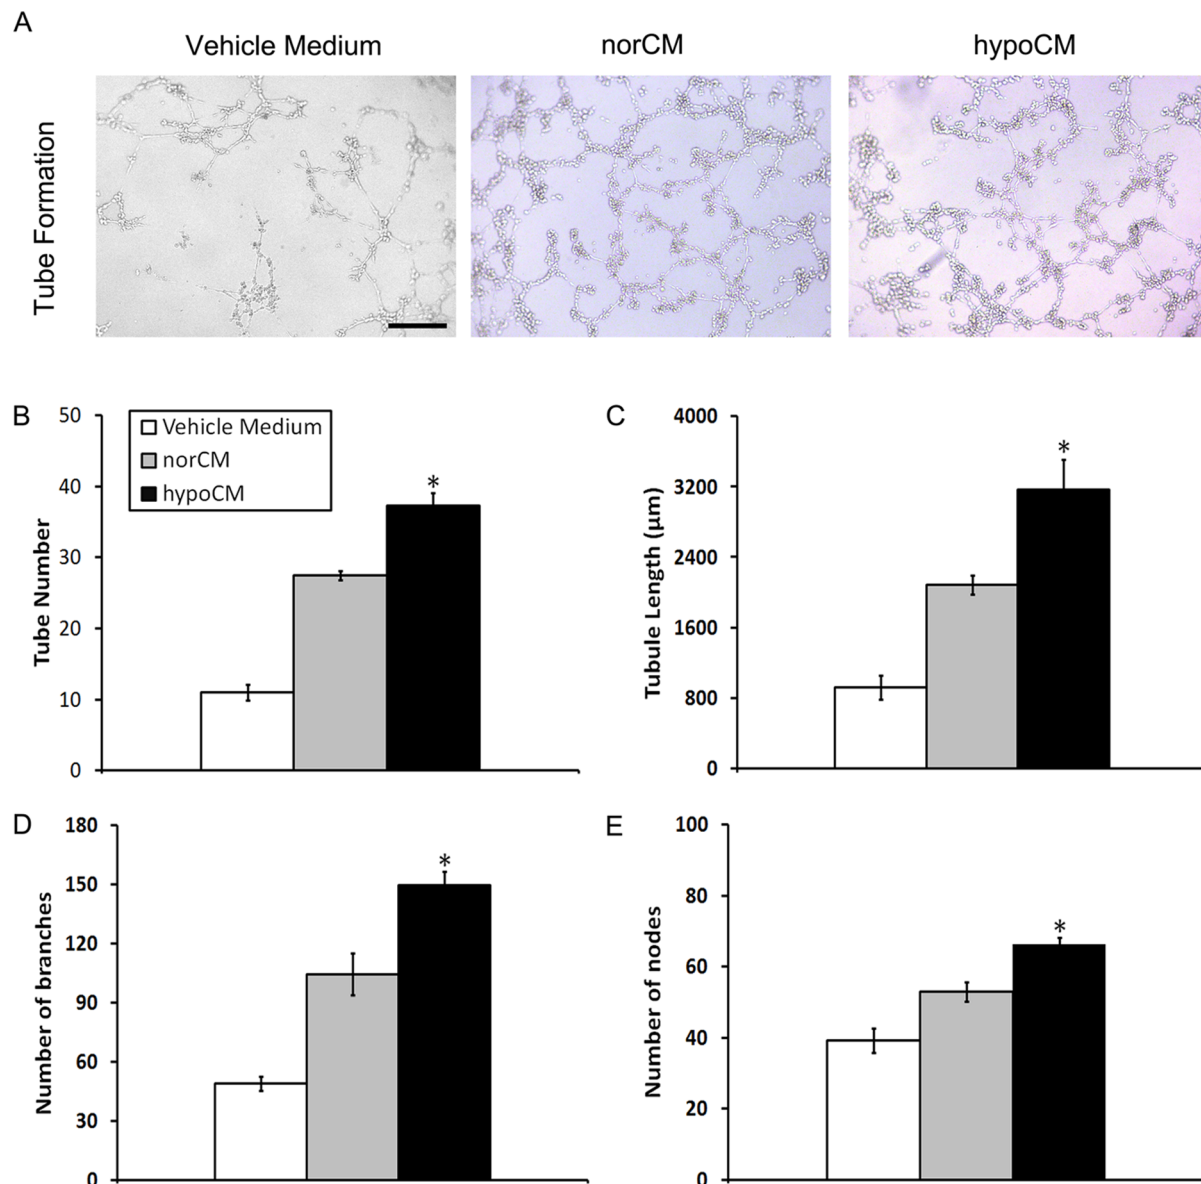 A
Vehicle Medium
norCM
hypoCM
Tube Formation
B
Vehicle Medium
norCM
hypoCM
*
Tube Number
50
40
30
20
10
0
C
*
Tubule Length (µm)
4000
3200
2400
1600
800
0
D
*
Number of branches
180
150
120
90
60
30
0
E
*
Number of nodes
100
80
60
40
20
0